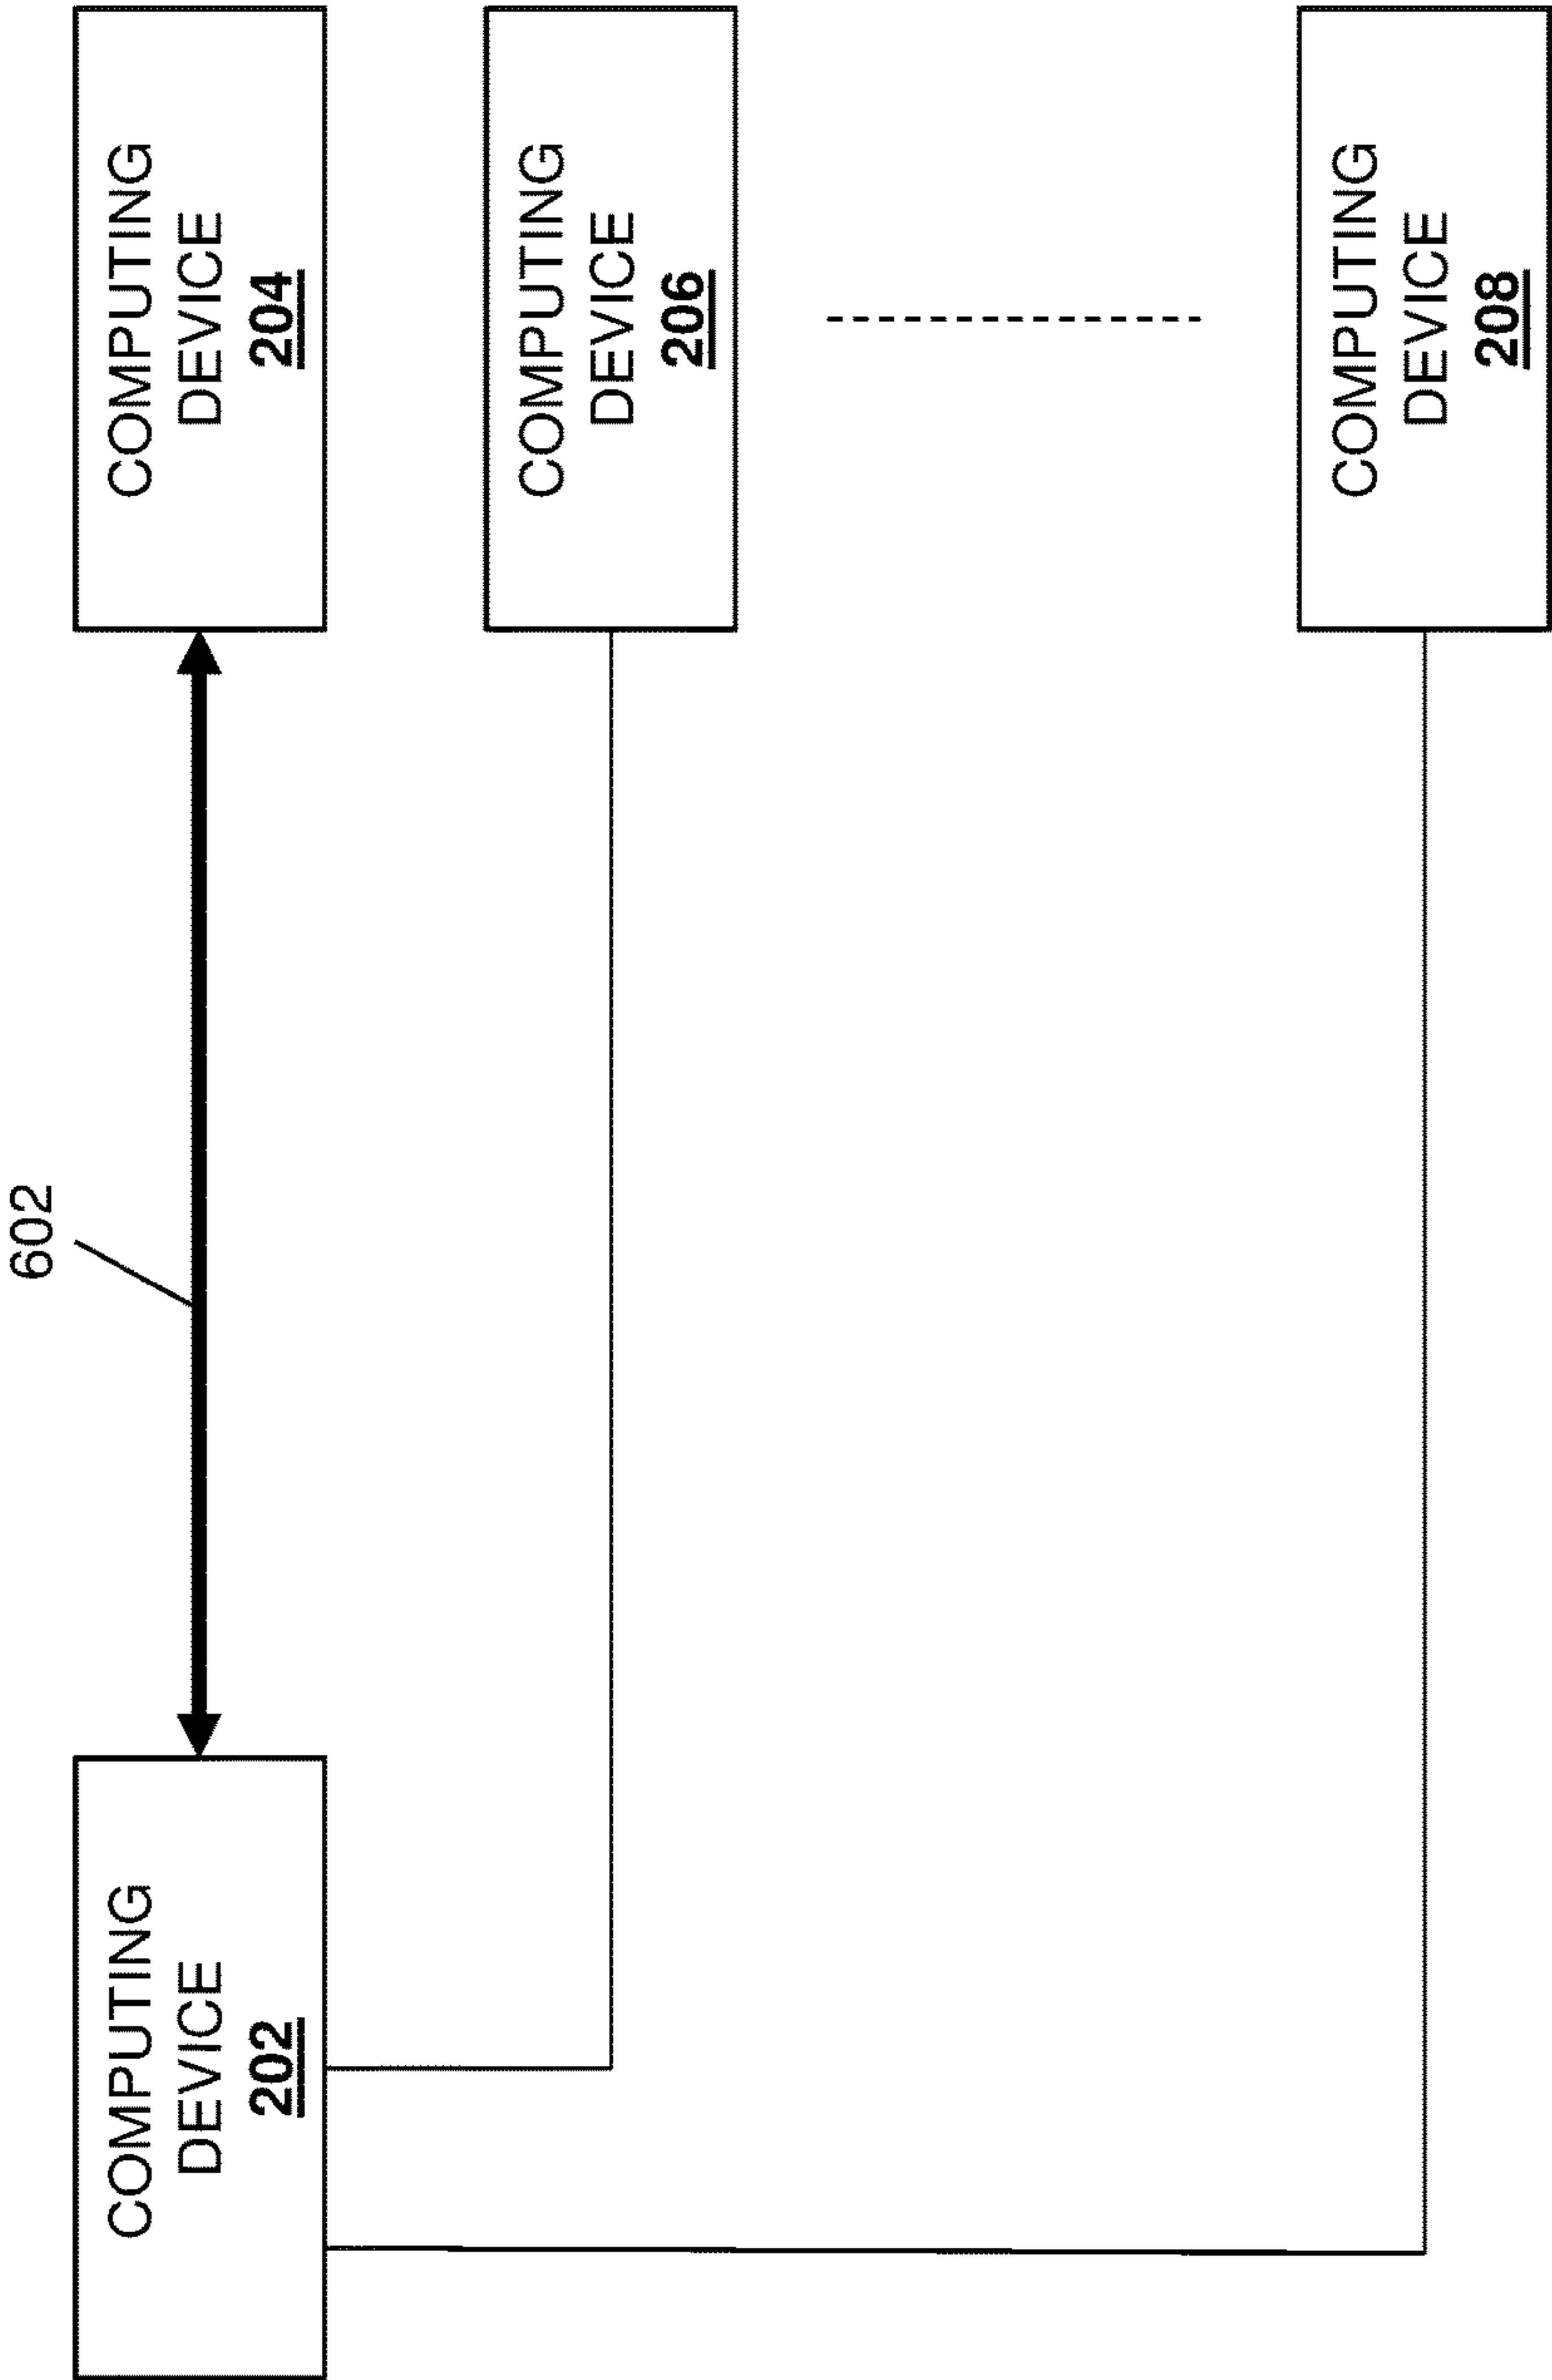 602
COMPUTING
DEVICE
202
COMPUTING
DEVICE
204
COMPUTING
DEVICE
206
COMPUTING
DEVICE
208